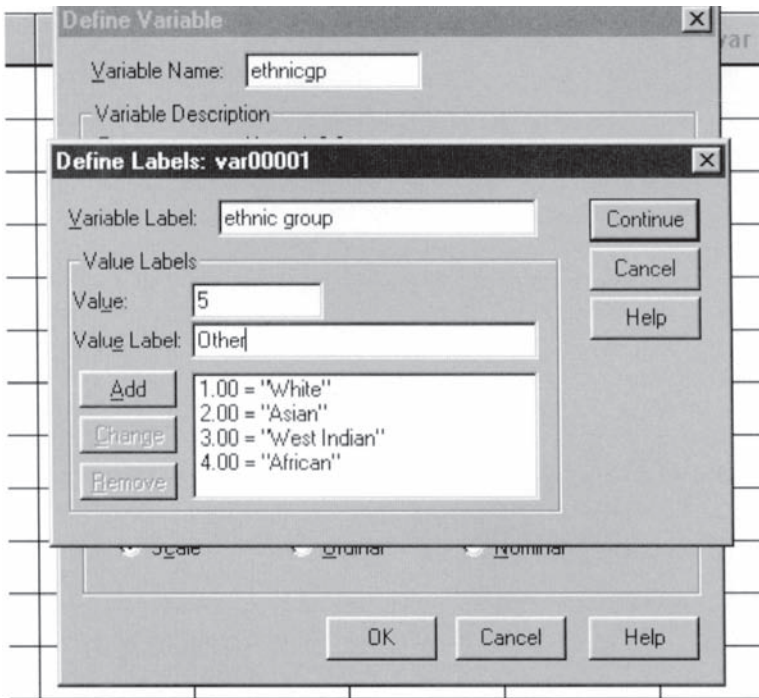 Define Variable
var
Variable Name: ethnicgp
Variable Description
Define Labels: var00001
Variable Label: ethnic group
Continue
Value Labels
Cancel
Value: 5
Help
Value Label: Other
Add
1.00 = "White"
2.00 = "Asian"
Change
3.00 = "West Indian"
4.00 = "African"
Remove
Scale Ordinal Nominal
OK Cancel Help